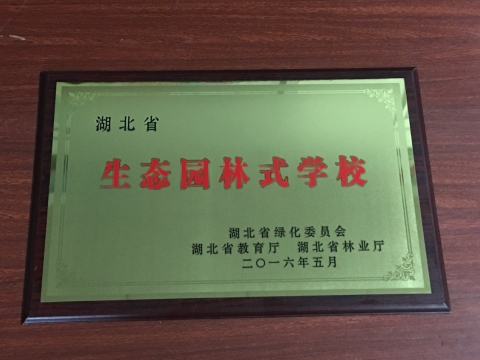 湖北省
生态园林式学校
湖北省绿化委员会
湖北省教育厅 湖北省林业厅
二〇一六年五月